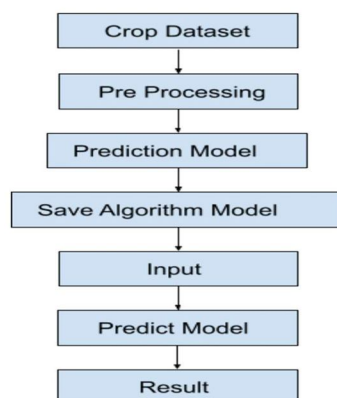 Crop Dataset
Pre Processing
Prediction Model
Save Algorithm Model
Input
Predict Model
Result